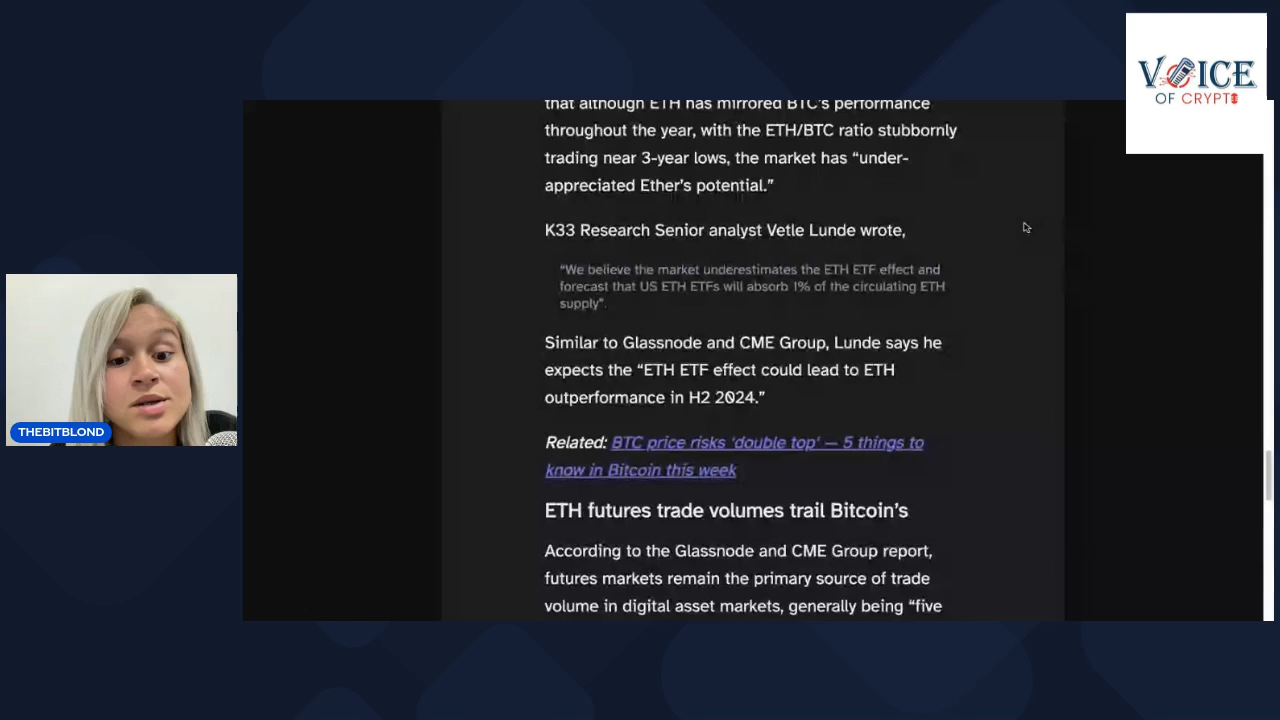 VOICE
OF CRYPTO
that although ETH has mirrored BTC's performance
throughout the year, with the ETH/BTC ratio stubbornly
trading near 3-year lows, the market has “under-
appreciated Ether's potential.”
K33 Research Senior analyst Vetle Lunde wrote,
“We believe the market underestimates the ETH ETF effect and
forecast that US ETH ETFs will absorb 1% of the circulating ETH
supply”.
Similar to Glassnode and CME Group, Lunde says he
expects the “ETH ETF effect could lead to ETH
outperformance in H2 2024.”
Related: BTC price risks ‘double top’ — 5 things to
know in Bitcoin this week
ETH futures trade volumes trail Bitcoin's
According to the Glassnode and CME Group report,
futures markets remain the primary source of trade
volume in digital asset markets, generally being “five
THEBITBLOND